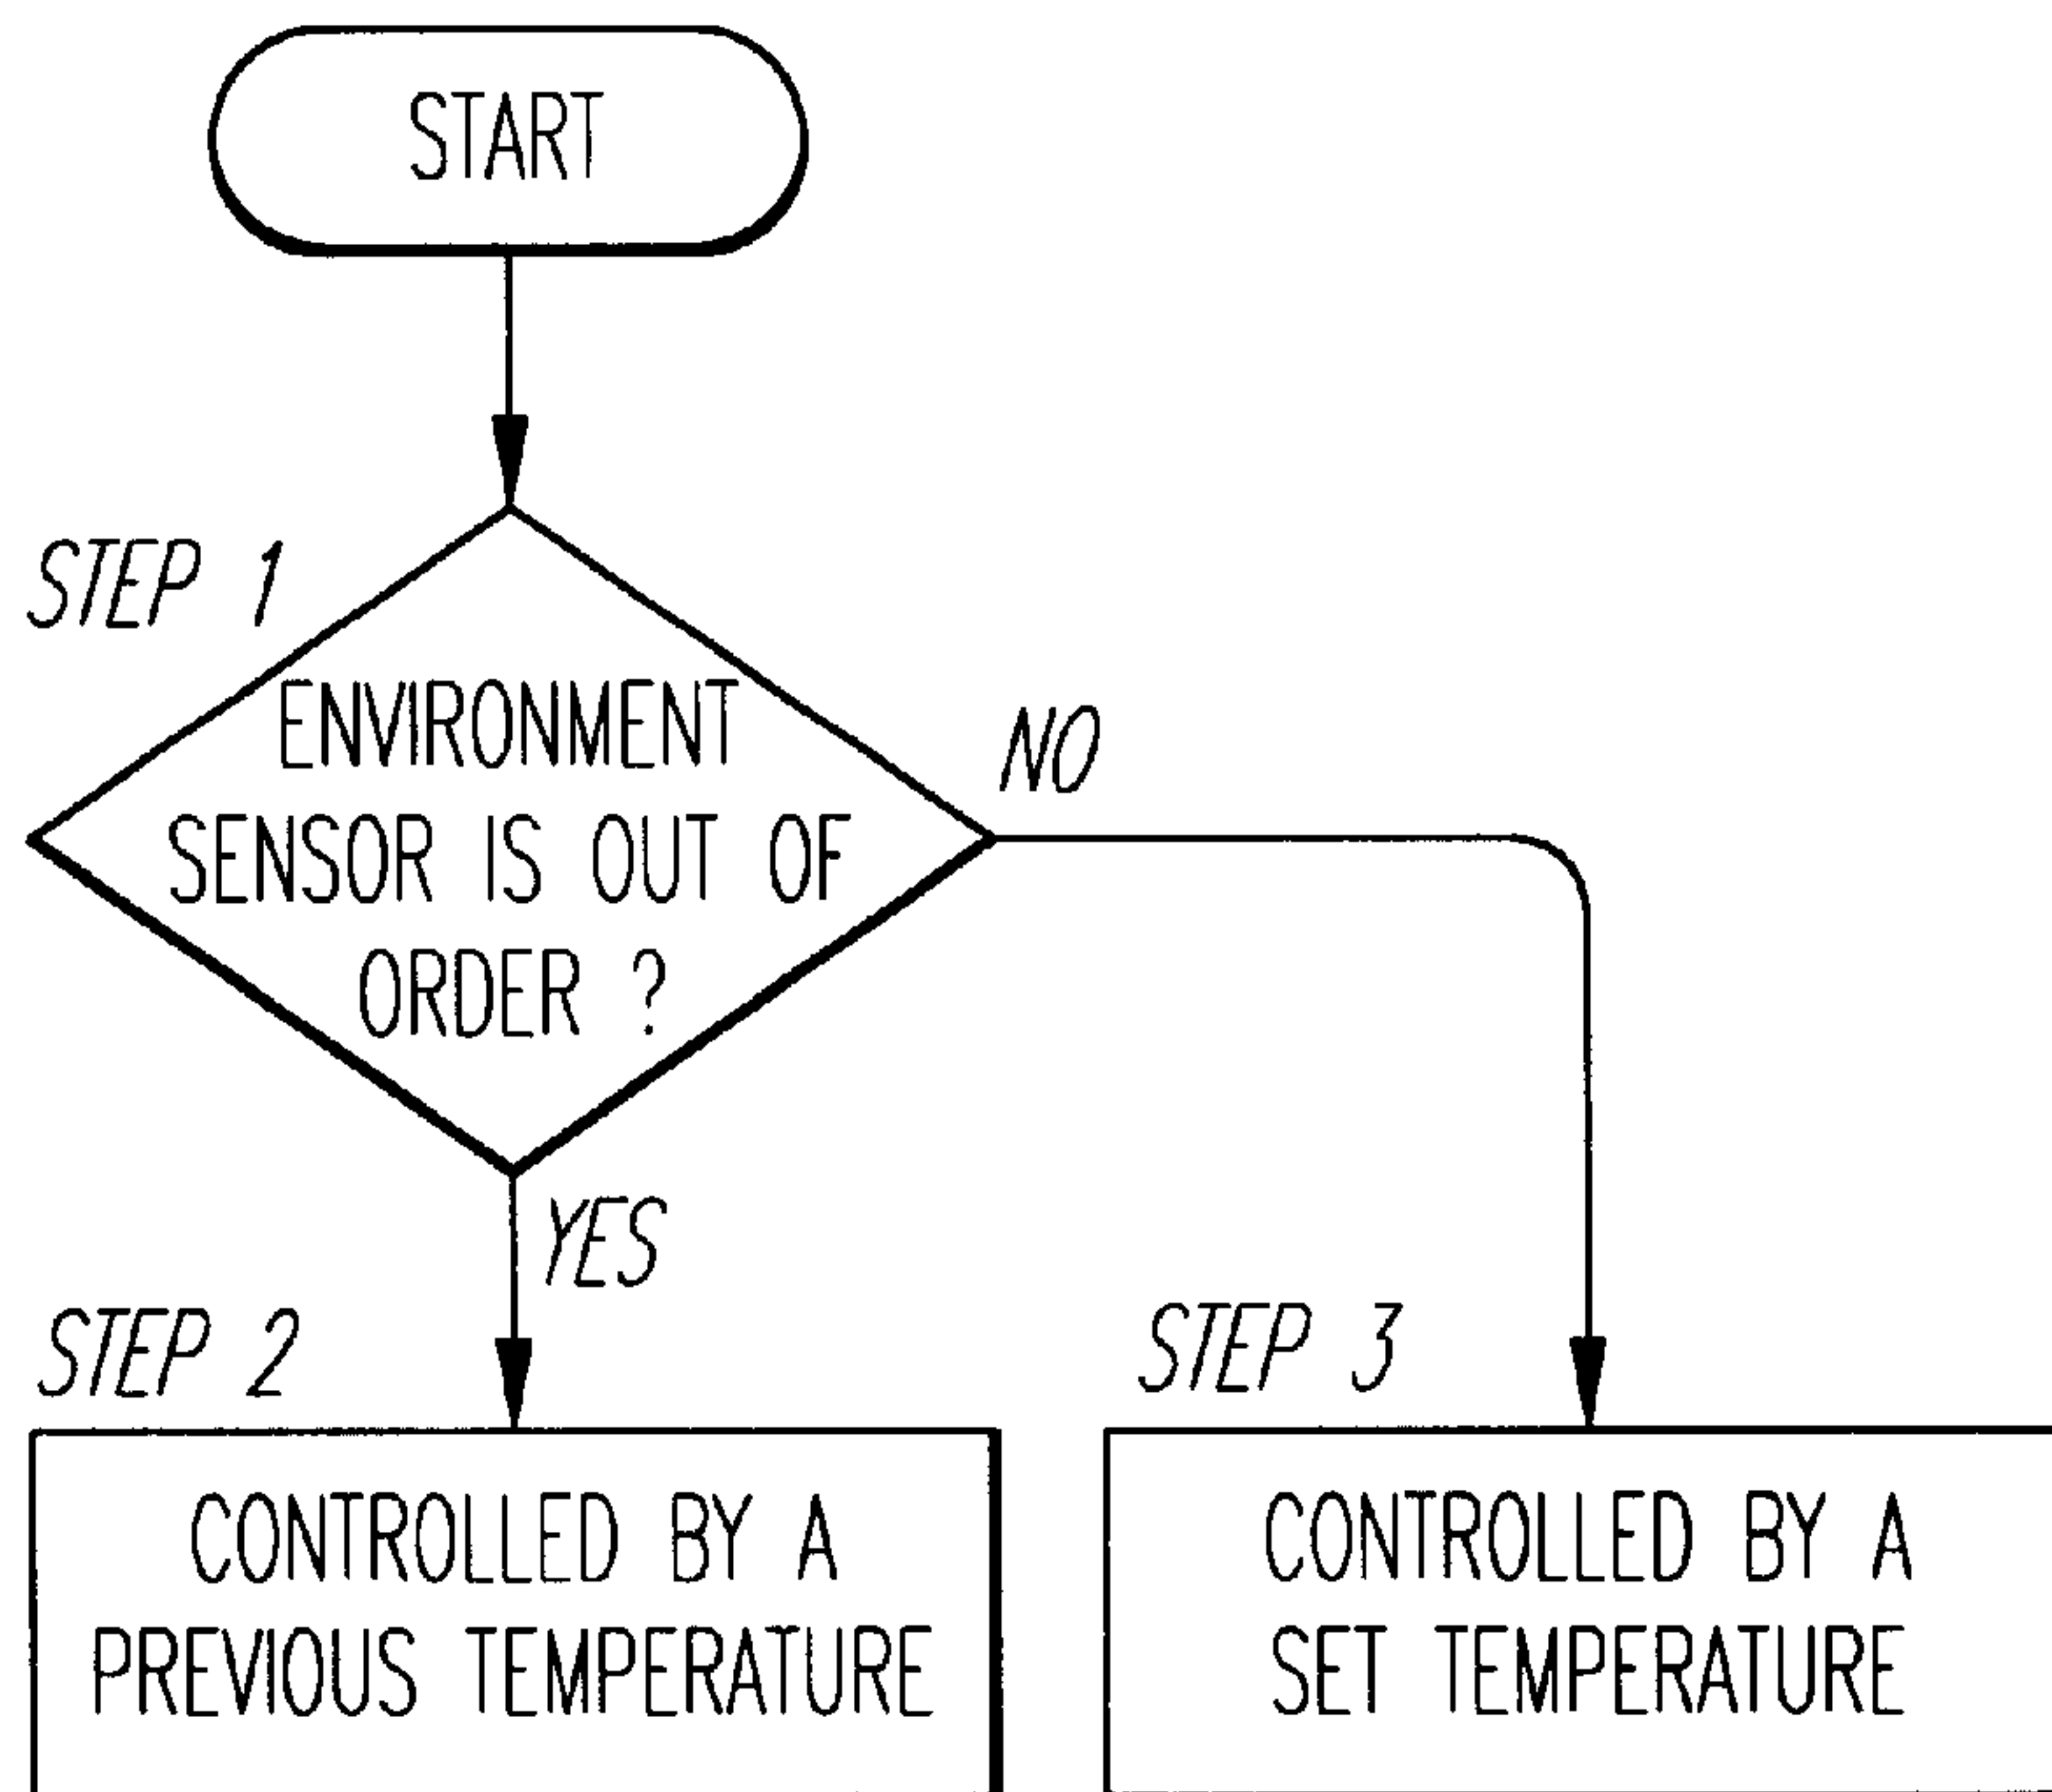 START
STEP 1
ENVIRONMENT
SENSOR IS OUT OF
ORDER ?
NO
YES
STEP 2
CONTROLLED BY A
PREVIOUS TEMPERATURE
STEP 3
CONTROLLED BY A
SET TEMPERATURE